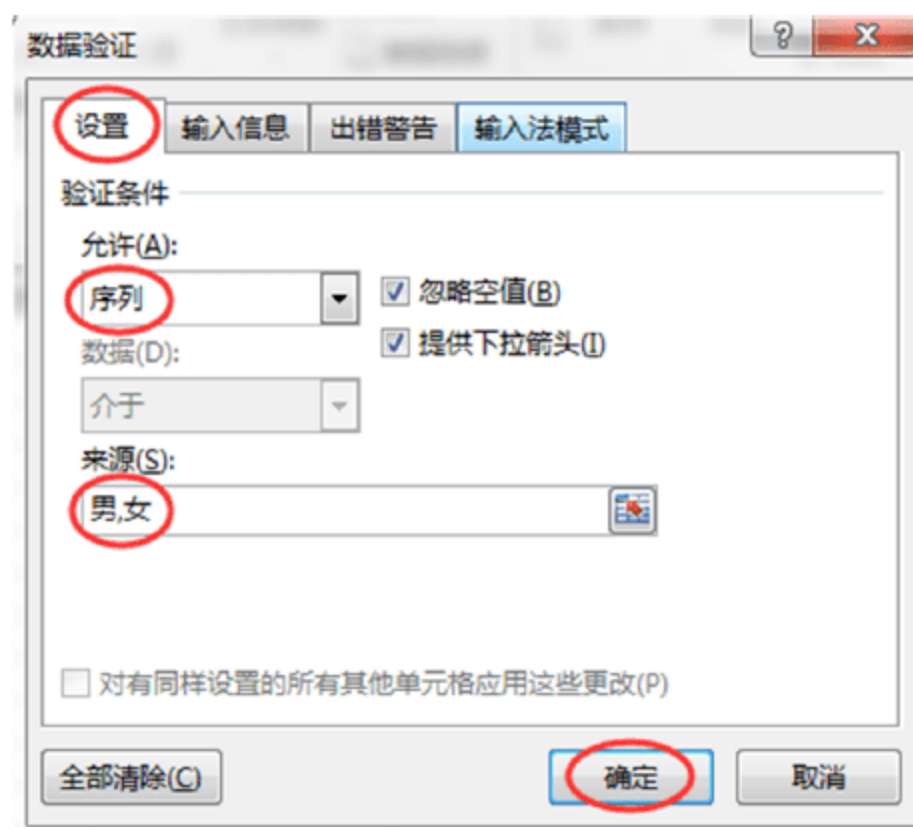 数据验证
设置 输入信息 出错警告 输入法模式
验证条件
允许(A):
序列 忽略空值(B)
提供下拉箭头(I)
数据(D):
介于
来源(S):
男,女
对有同样设置的所有其他单元格应用这些更改(P)
全部清除(C) 确定 取消